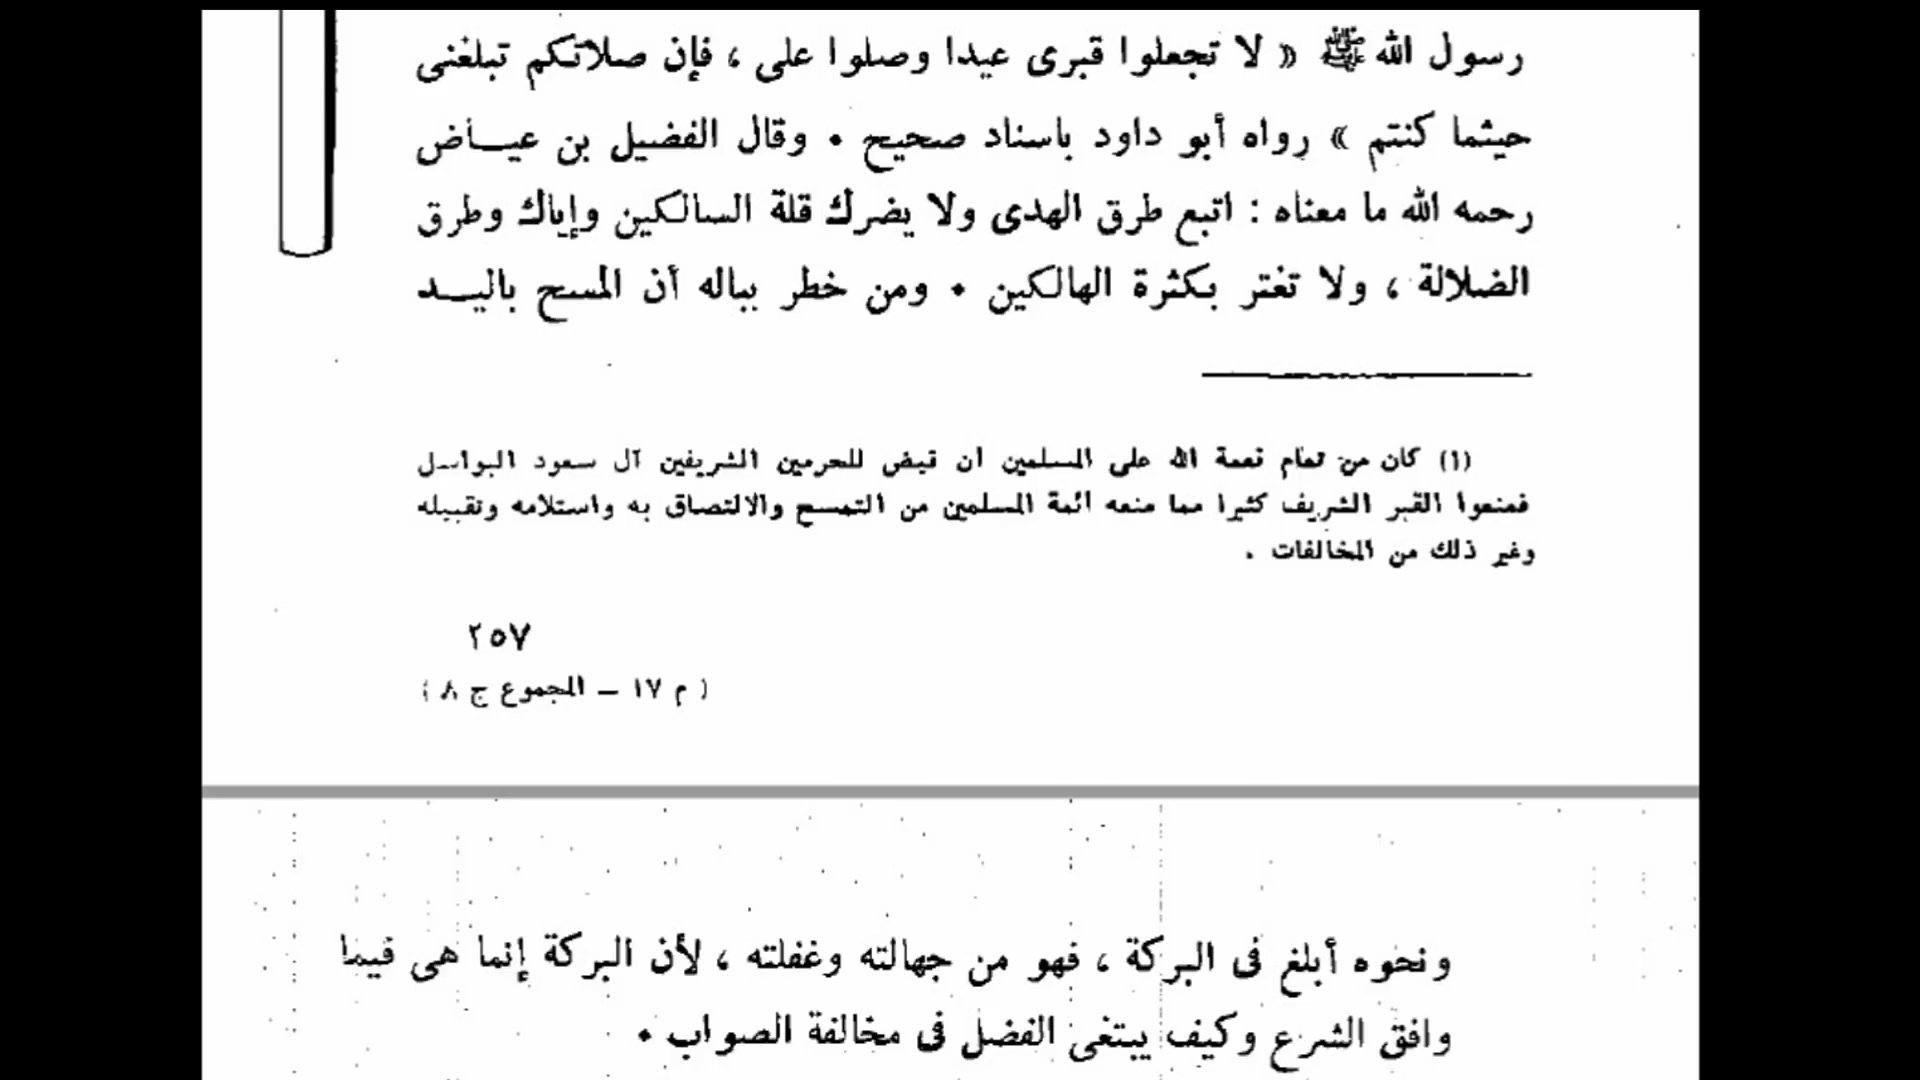 رسول الله ﷺ « لا تجعلوا قبرى عيدا وصلوا على ، فإن صلاتكم تبلغنى
حيثما كنتم » رواه أبو داود باسناد صحيح • وقال الفضيل بن عيـاض
رحمه الله ما معناه : اتبع طرق الهدى ولا يضرك قلة السالكين وإياك وطرق
الضلالة ، ولا تغتر بكثرة الهالكين • ومن خطر بباله أن المسح باليـد
(١) كان من تمام نعمة الله على المسلمين ان قيض للحرمين الشريفين آل سعود البواسل
فمنعوا القبر الشريف كثيرا مما منعه ائمة المسلمين من التمسح والالتصاق به واستلامه وتقبيله
وغير ذلك من المخالفات .
٢٥٧
( م ١٧ – المجموع ج ٨ )
ونحوه أبلغ فى البركة ، فهو من جهالته وغفلته ، لأن البركة إنما هى فيما
وافق الشرع وكيف يبتغى الفضل فى مخالفة الصواب •